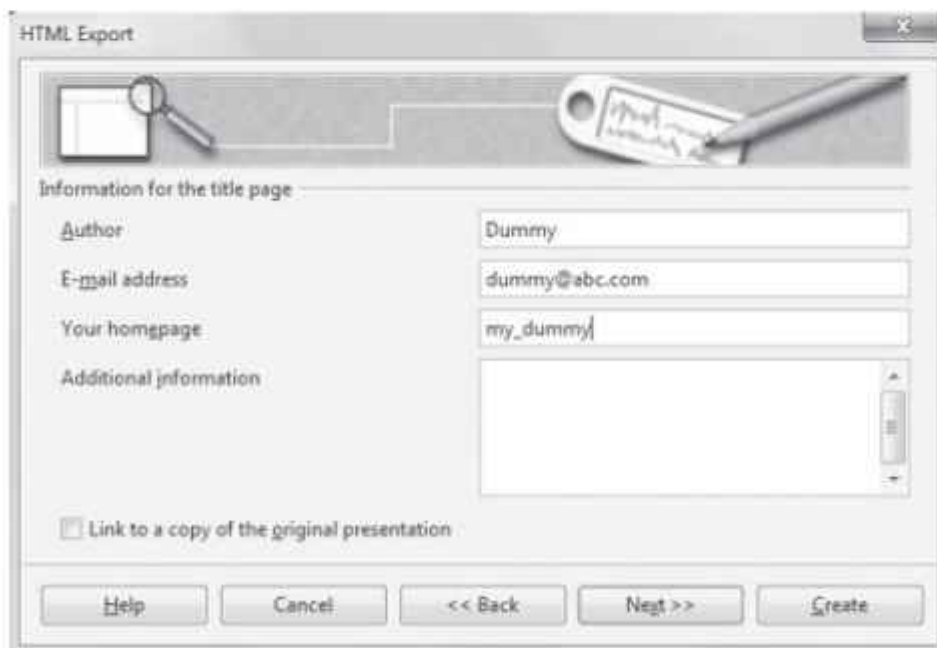 HTML Export
Information for the title page
Author
Dummy
E-mail address
dummy@abc.com
Your homepage
my_dummy
Additional information
Link to a copy of the original presentation
Help
Cancel
<< Back
Next >>
Create